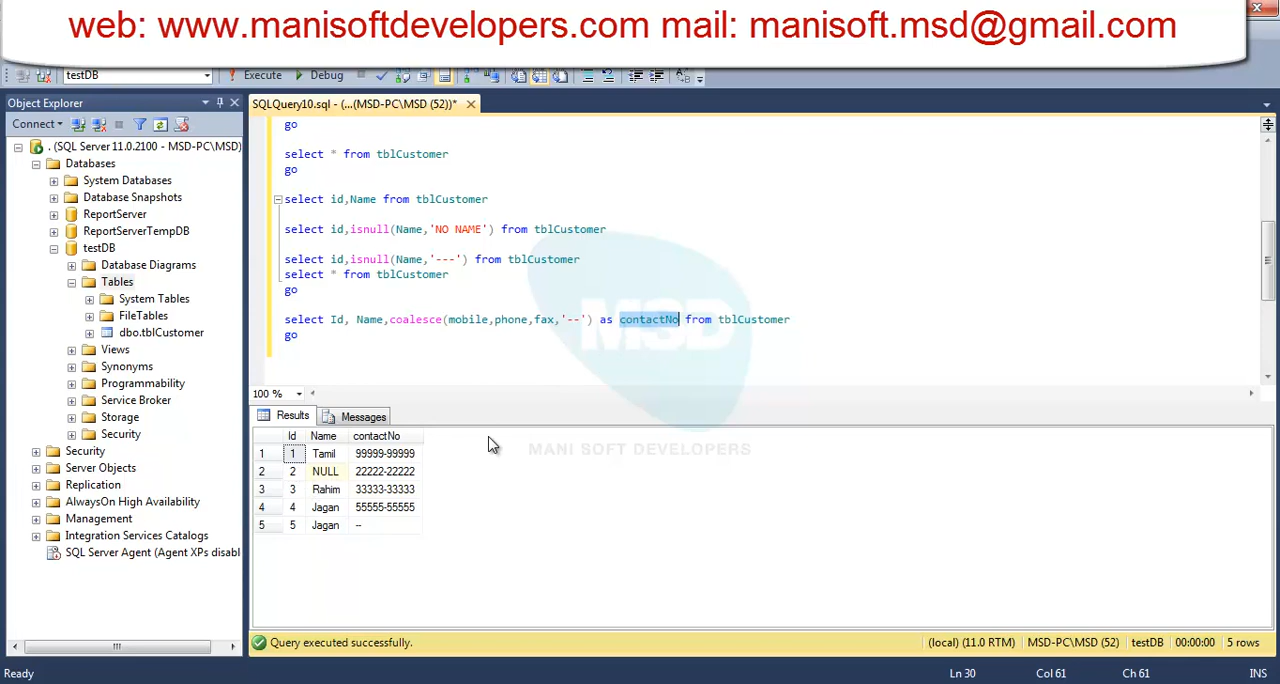 web: www.manisoftdevelopers.com mail: manisoft.msd@gmail.com
testDB Execute Debug
Object Explorer
SQLQuery10.sql - (...(MSD-PC\MSD (52))*
Connect
. (SQL Server 11.0.2100 - MSD-PC\MSD)
Databases
System Databases
Database Snapshots
ReportServer
ReportServerTempDB
testDB
Database Diagrams
Tables
System Tables
FileTables
dbo.tblCustomer
Views
Synonyms
Programmability
Service Broker
Storage
Security
Security
Server Objects
Replication
AlwaysOn High Availability
Management
Integration Services Catalogs
SQL Server Agent (Agent XPs disabl
go
select * from tblCustomer
go
select id,Name from tblCustomer
select id,isnull(Name,'NO NAME') from tblCustomer
select id,isnull(Name,'---') from tblCustomer
select * from tblCustomer
go
select Id, Name,coalesce(mobile,phone,fax,'--') as contactNo from tblCustomer
go
MSD
MANI SOFT DEVELOPERS
100 %
Results Messages
Id Name contactNo
1 1 Tamil 99999-99999
2 2 NULL 22222-22222
3 3 Rahim 33333-33333
4 4 Jagan 55555-55555
5 5 Jagan --
Query executed successfully. (local) (11.0 RTM) MSD-PC\MSD (52) testDB 00:00:00 5 rows
Ready Ln 30 Col 61 Ch 61 INS